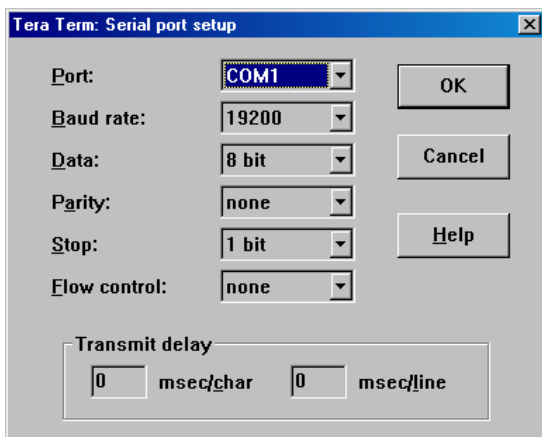 Tera Term: Serial port setup
Port: COM1
OK
Baud rate: 19200
Data: 8 bit
Cancel
Parity: none
Stop: 1 bit
Help
Flow control: none
Transmit delay
0 msec/char 0 msec/line